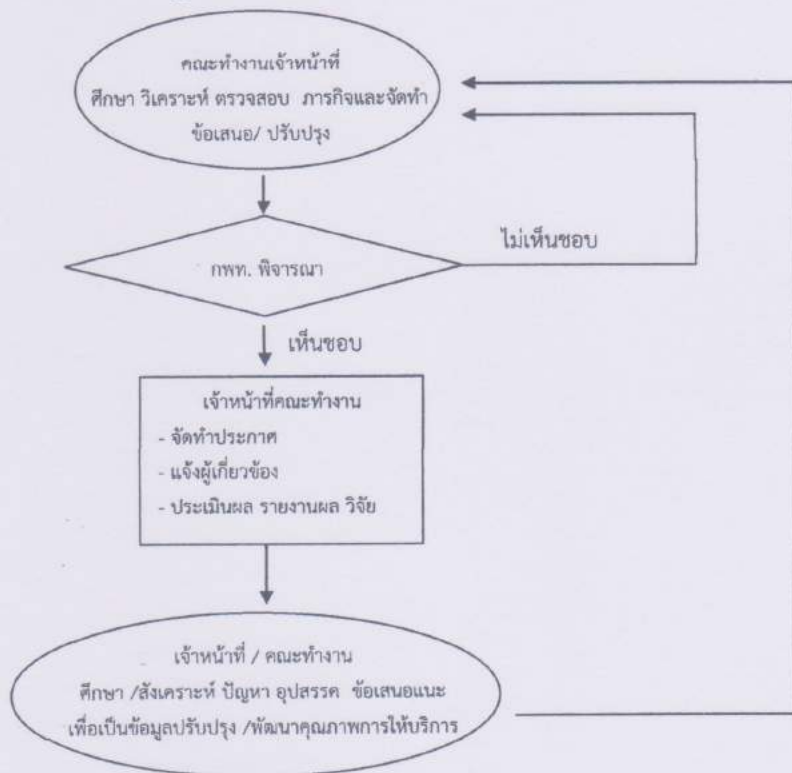 คณะทำงานเจ้าหน้าที่
ศึกษา วิเคราะห์ ตรวจสอบ ภารกิจและจัดทำ
ข้อเสนอ/ ปรับปรุง
กพท. พิจารณา
ไม่เห็นชอบ
เห็นชอบ
เจ้าหน้าที่คณะทำงาน
- จัดทำประกาศ
- แจ้งผู้เกี่ยวข้อง
- ประเมินผล รายงานผล วิจัย
เจ้าหน้าที่ / คณะทำงาน
ศึกษา /สังเคราะห์ ปัญหา อุปสรรค ข้อเสนอแนะ
เพื่อเป็นข้อมูลปรับปรุง /พัฒนาคุณภาพการให้บริการ